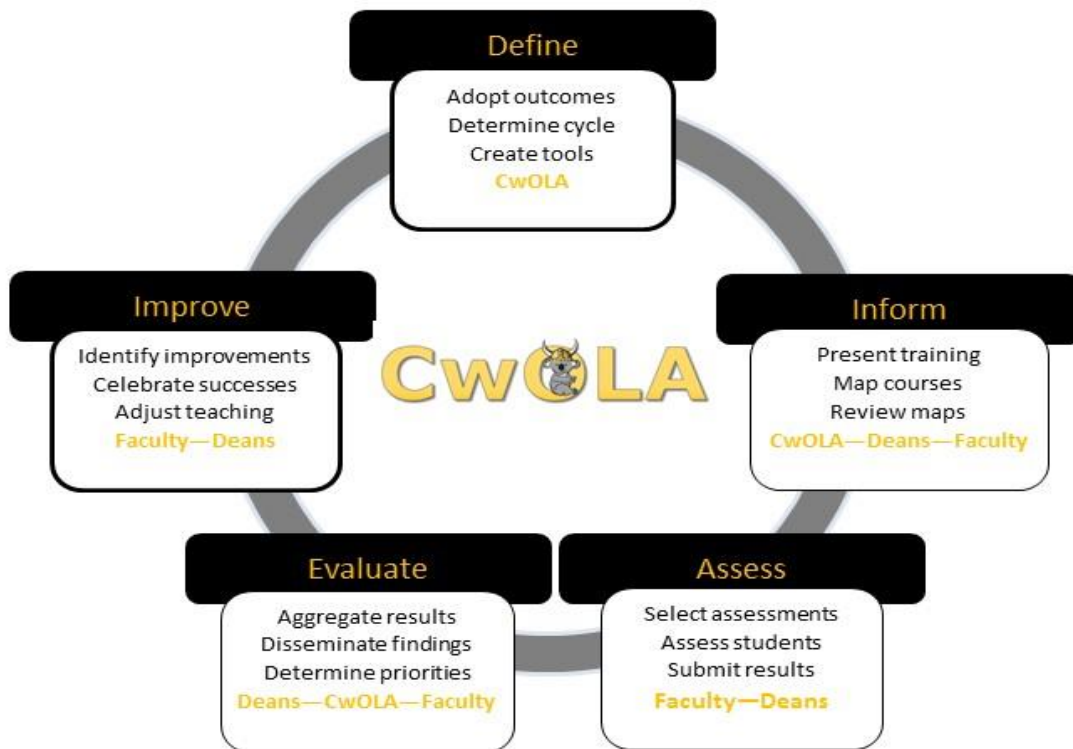 Define
Adopt outcomes
Determine cycle
Create tools
CwOLA
Improve
Identify improvements
Celebrate successes
Adjust teaching
Faculty—Deans
CwOLA
Inform
Present training
Map courses
Review maps
CwOLA—Deans—Faculty
Evaluate
Aggregate results
Disseminate findings
Determine priorities
Deans—CwOLA—Faculty
Assess
Select assessments
Assess students
Submit results
Faculty—Deans